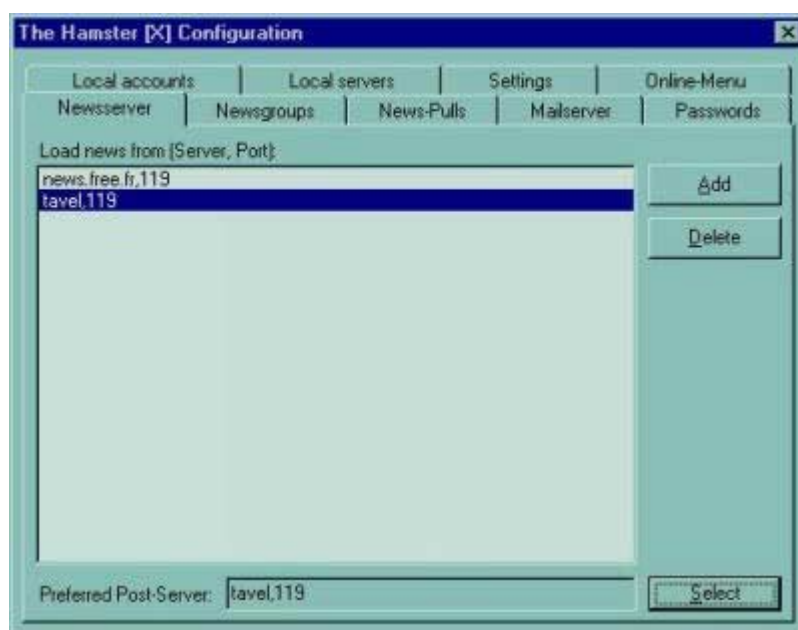 The Hamster [X] Configuration
Local accounts Local servers Settings Online-Menu
Newsserver Newsgroups News-Pulls Mailserver Passwords
Load news from (Server, Port):
news.free.fr,119
tavel,119
Add
Delete
Preferred Post-Server: tavel,119 Select